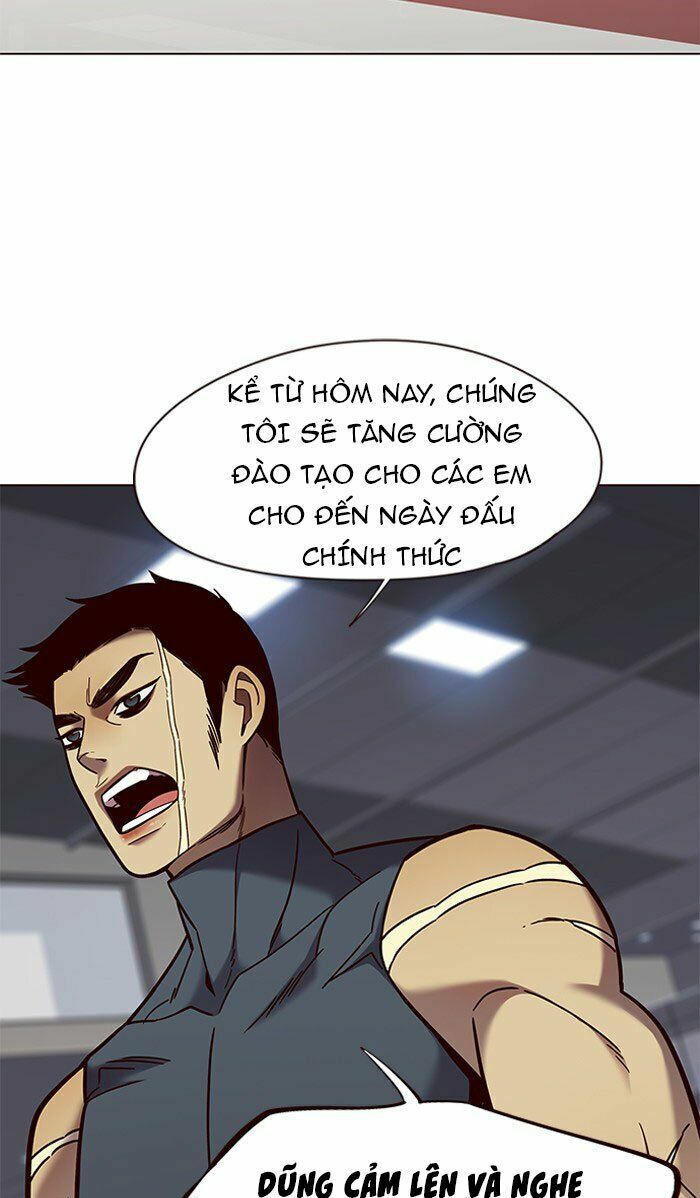 KỂ TỪ HÔM NAY, CHÚNG
TÔI SẼ TĂNG CƯỜNG
ĐÀO TẠO CHO CÁC EM
CHO ĐẾN NGÀY ĐẤU
CHÍNH THỨC
DŨNG CẢM LÊN VÀ NGHE